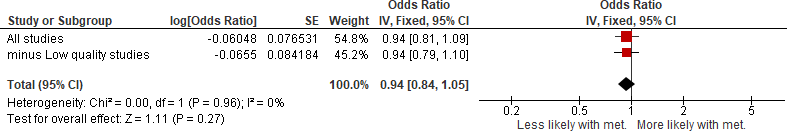 Odds Ratio Odds Ratio
Study or Subgroup log[Odds Ratio] SE Weight IV, Fixed, 95% CI IV, Fixed, 95% CI
All studies -0.06048 0.076531 54.8% 0.94 [0.81, 1.09]
minus Low quality studies -0.0655 0.084184 45.2% 0.94 [0.79, 1.10]
Total (95% CI) 100.0% 0.94 [0.84, 1.05]
Heterogeneity: Chi² = 0.00, df = 1 (P = 0.96); I² = 0%
Test for overall effect: Z = 1.11 (P = 0.27)
0.2 0.5 1 2 5
Less likely with met. More likely with met.